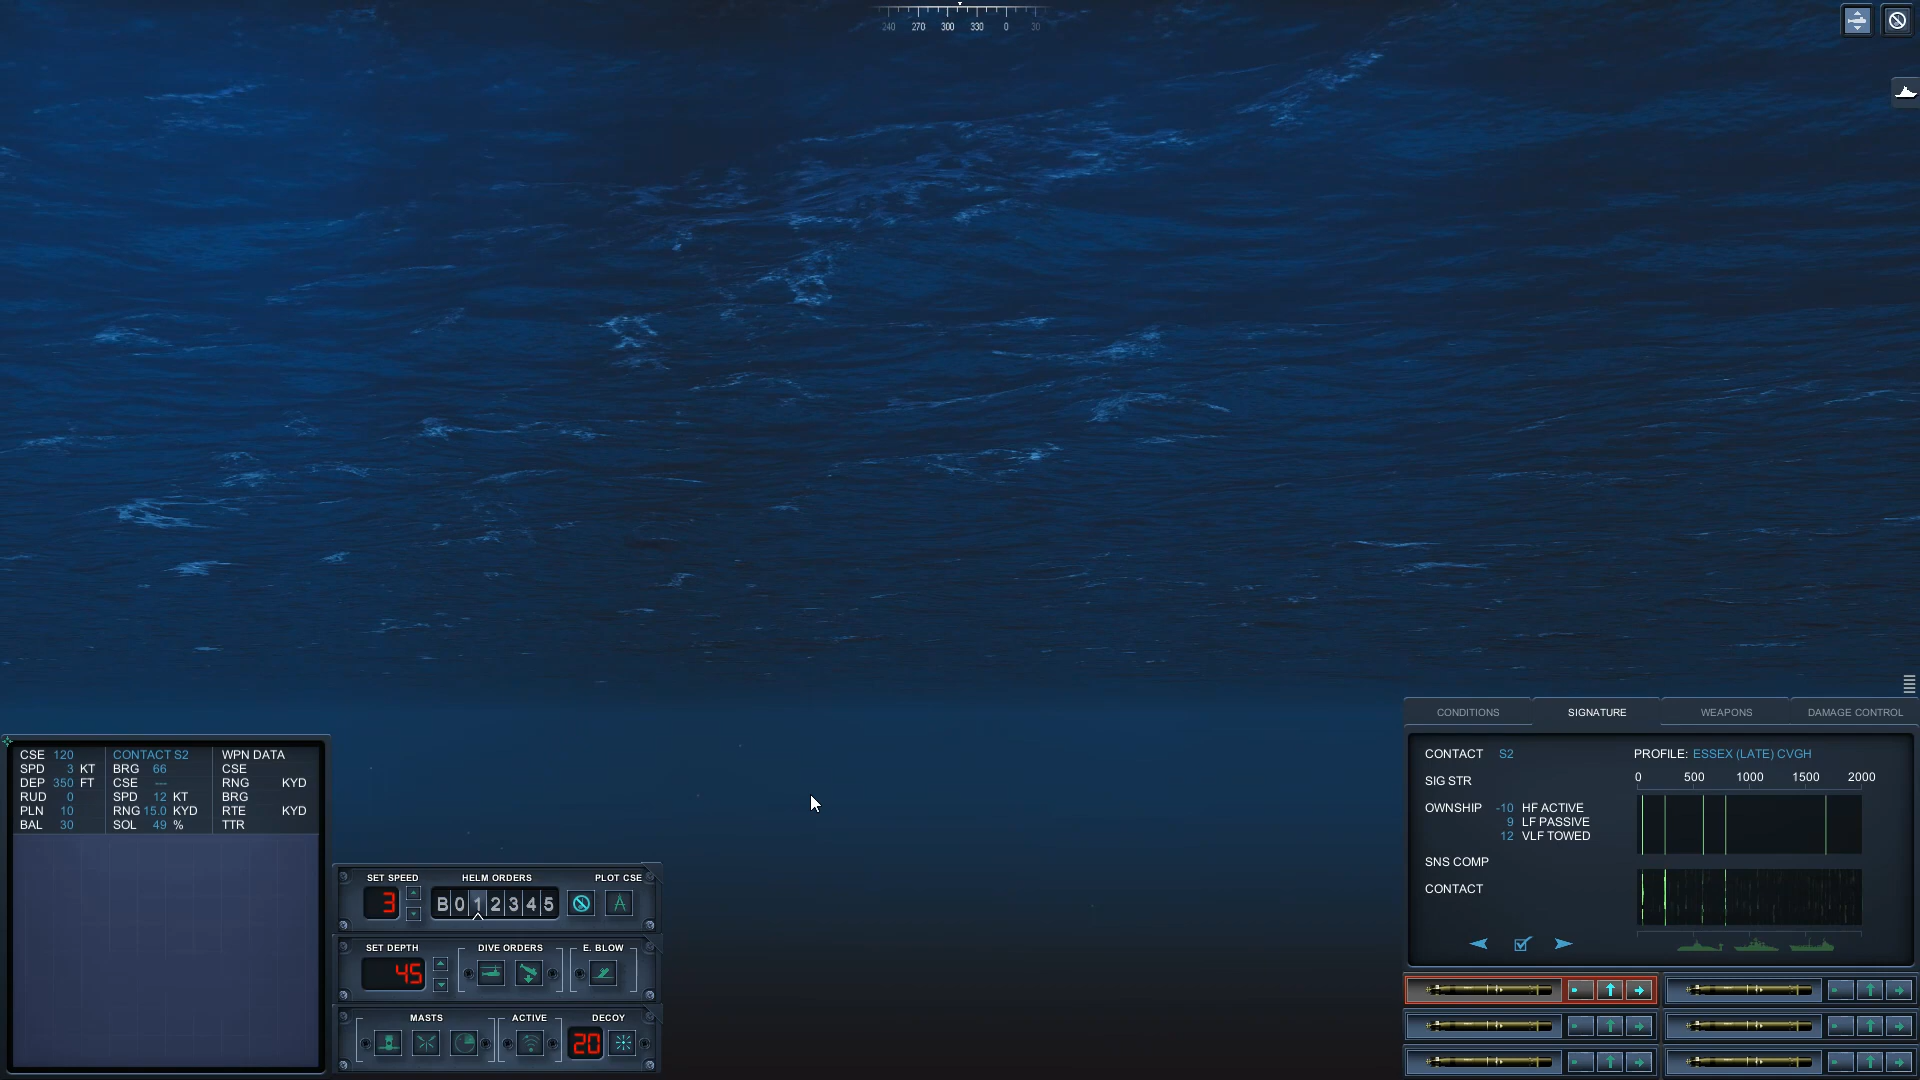 240 270 300 330 0 30
CONDITIONS SIGNATURE WEAPONS DAMAGE CONTROL
CSE 120 CONTACT S2 WPN DATA
SPD 3 KT BRG 66 CSE
DEP 350 FT CSE --- RNG KYD
RUD 0 SPD 12 KT BRG
PLN 10 RNG 15.0 KYD RTE KYD
BAL 30 SOL 49 % TTR
CONTACT S2 PROFILE: ESSEX (LATE) CVGH
SIG STR 0 500 1000 1500 2000
OWNSHIP -10 HF ACTIVE
9 LF PASSIVE
12 VLF TOWED
SNS COMP
CONTACT
SET SPEED HELM ORDERS PLOT CSE
3 B 0 1 2 3 4 5
SET DEPTH DIVE ORDERS E. BLOW
45
MASTS ACTIVE DECOY
20